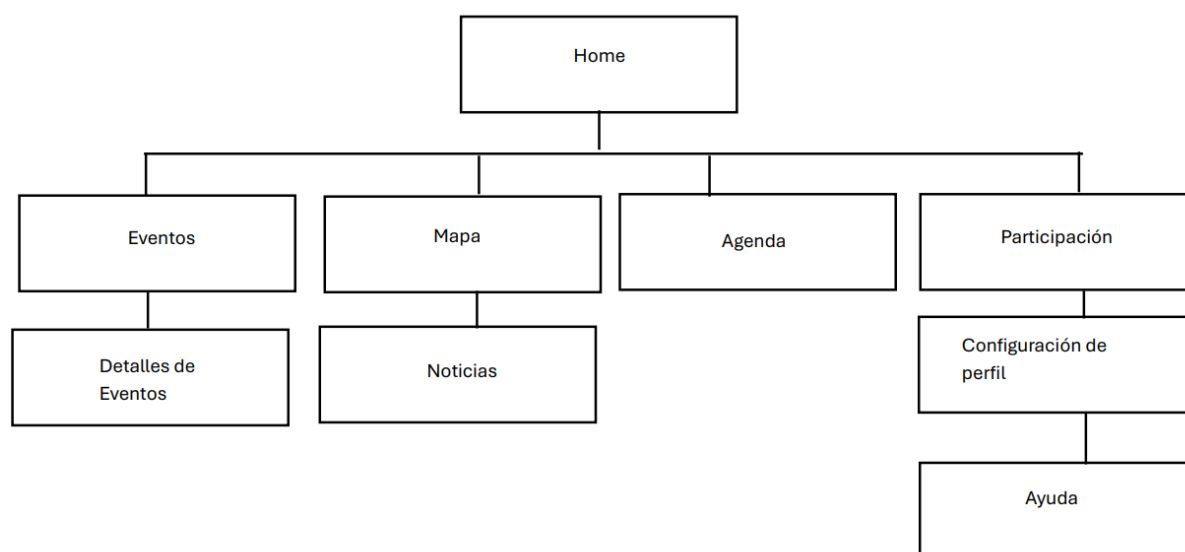 Home
Eventos
Mapa
Agenda
Participación
Detalles de
Eventos
Noticias
Configuración de
perfil
Ayuda